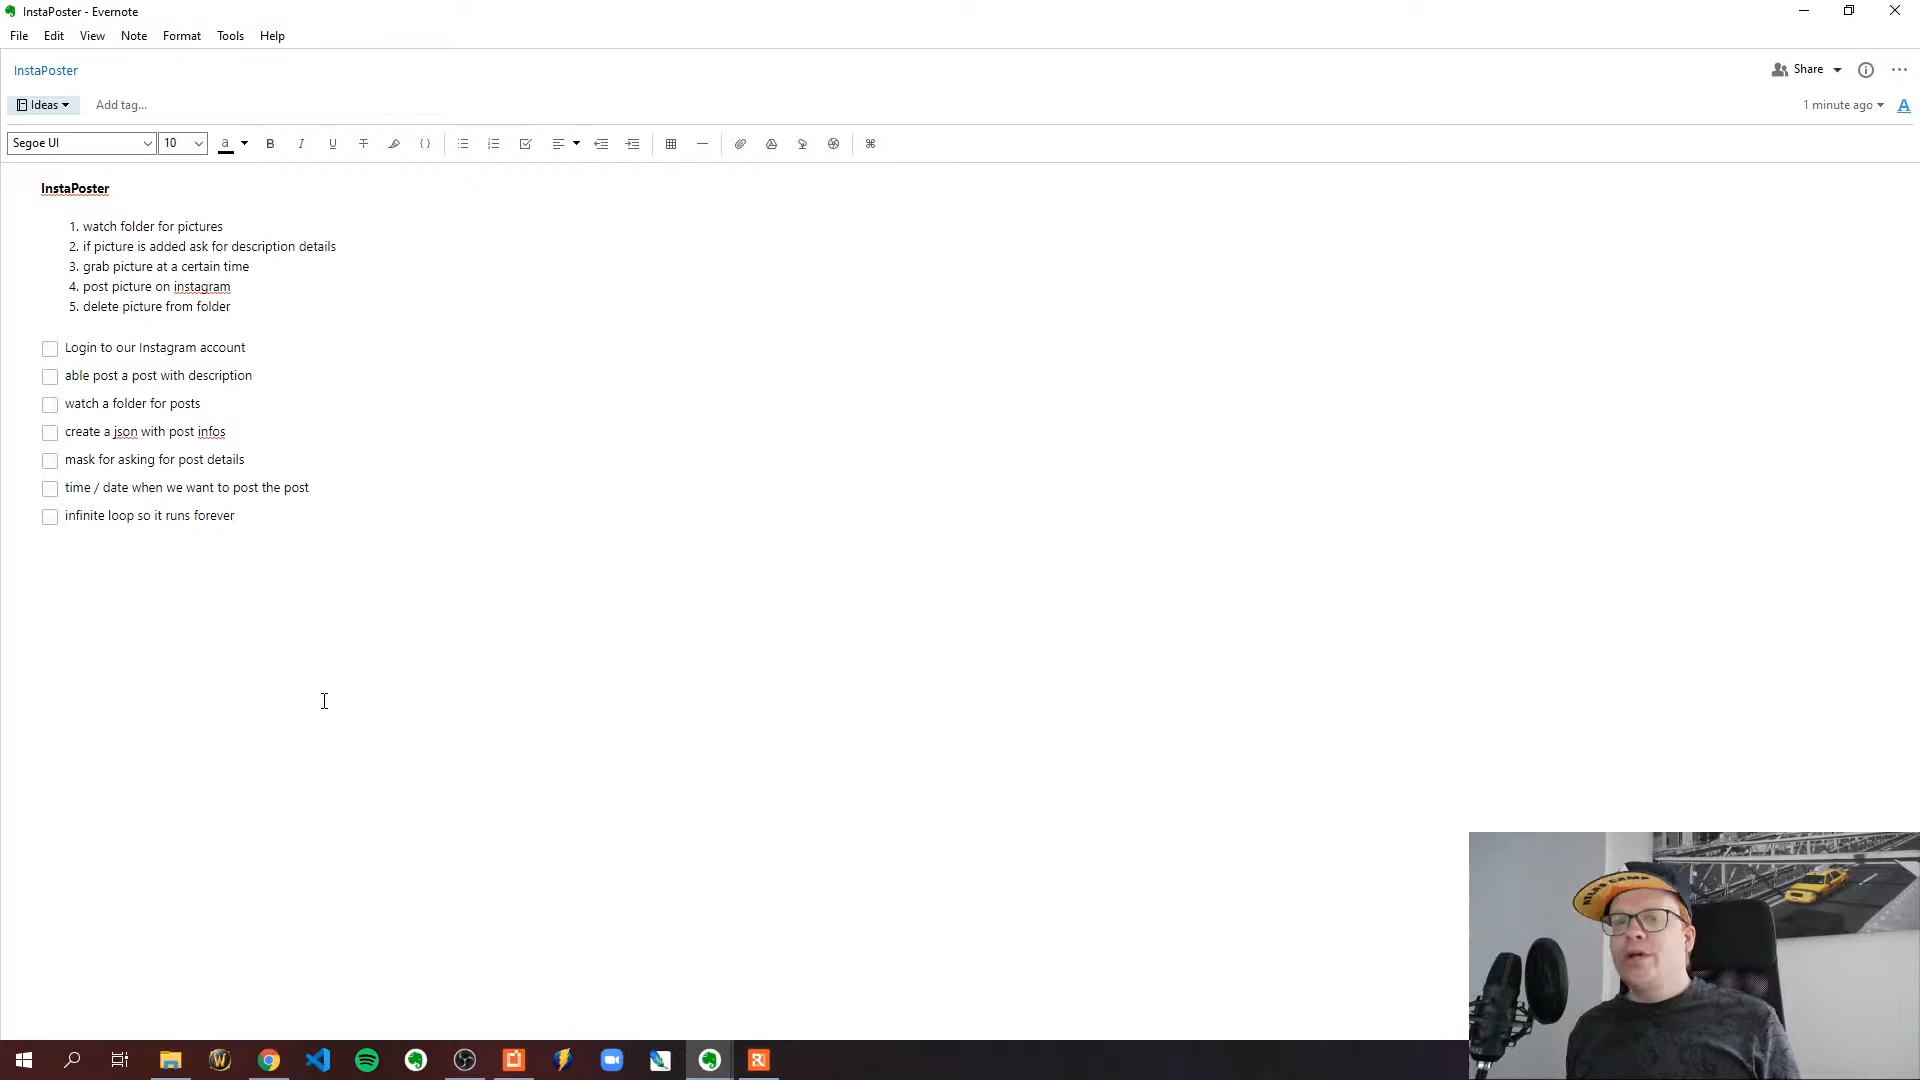 InstaPoster - Evernote
File Edit View Note Format Tools Help
InstaPoster
Share
Ideas Add tag... 1 minute ago A
Segoe UI 10 a B I U T
InstaPoster
1. watch folder for pictures
2. if picture is added ask for description details
3. grab picture at a certain time
4. post picture on instagram
5. delete picture from folder
Login to our Instagram account
able post a post with description
watch a folder for posts
create a json with post infos
mask for asking for post details
time / date when we want to post the post
infinite loop so it runs forever